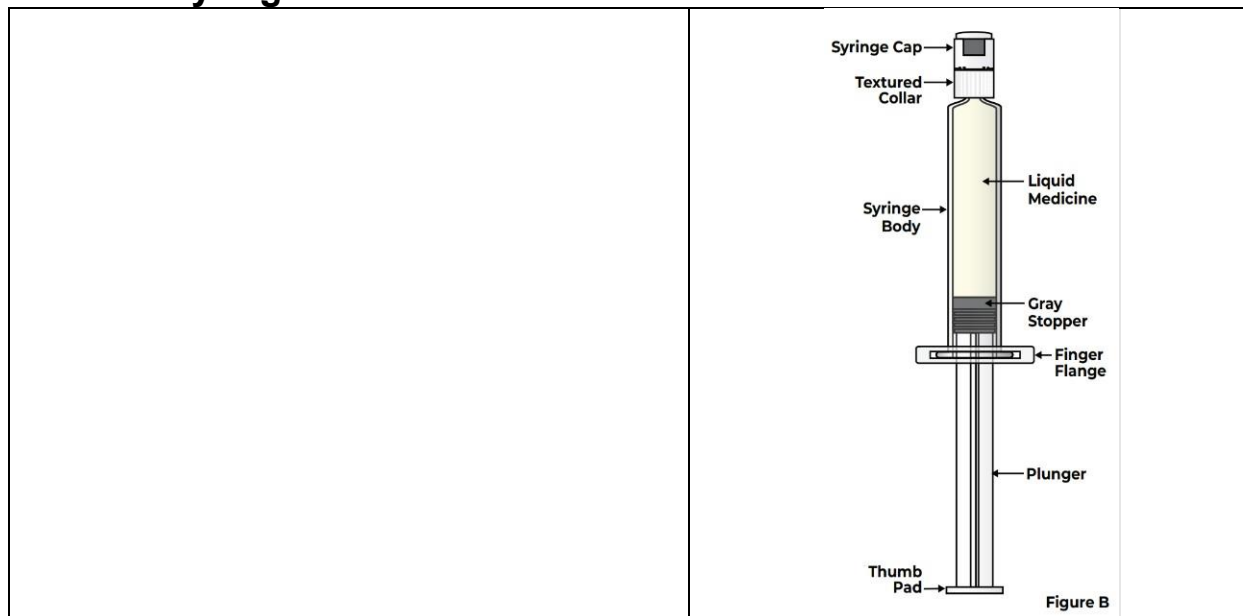 Syringe Cap
Textured
Collar
Liquid
Medicine
Syringe
Body
Gray
Stopper
Finger
Flange
Plunger
Thumb
Pad
Figure B